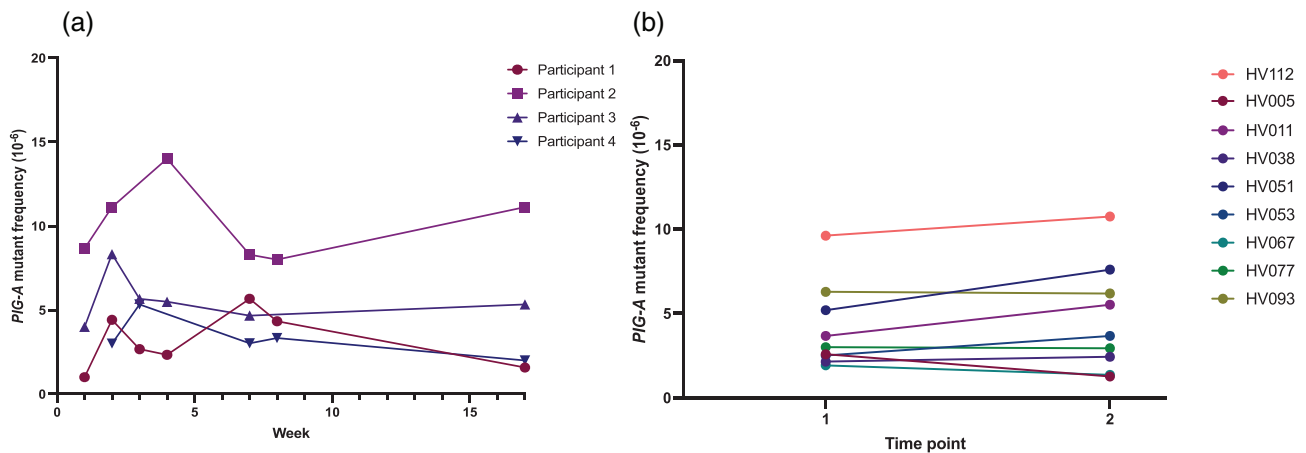 (a)
20
15
10
5
0
PIG-A mutant frequency (10-6)
0 5 10 15
Week
Participant 1
Participant 2
Participant 3
Participant 4
(b)
20
15
10
5
0
PIG-A mutant frequency (10-6)
1 2
Time point
HV112
HV005
HV011
HV038
HV051
HV053
HV067
HV077
HV093